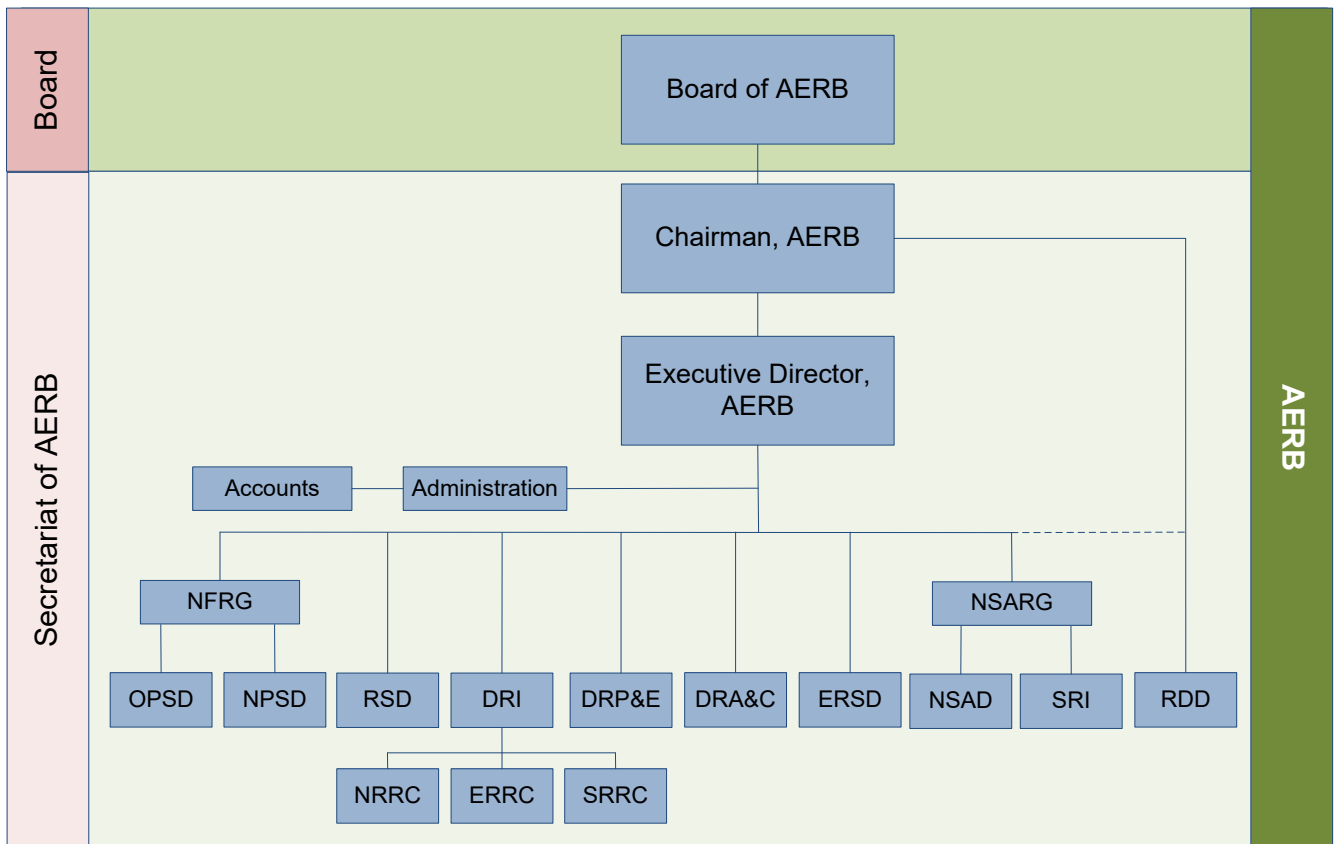 Board
Board of AERB
Secretariat of AERB
Chairman, AERB
Executive Director,
AERB
Accounts
Administration
NFRG
NSARG
OPSD
NPSD
RSD
DRI
DRP&E
DRA&C
ERSD
NSAD
SRI
RDD
NRRC
ERRC
SRRC
AERB